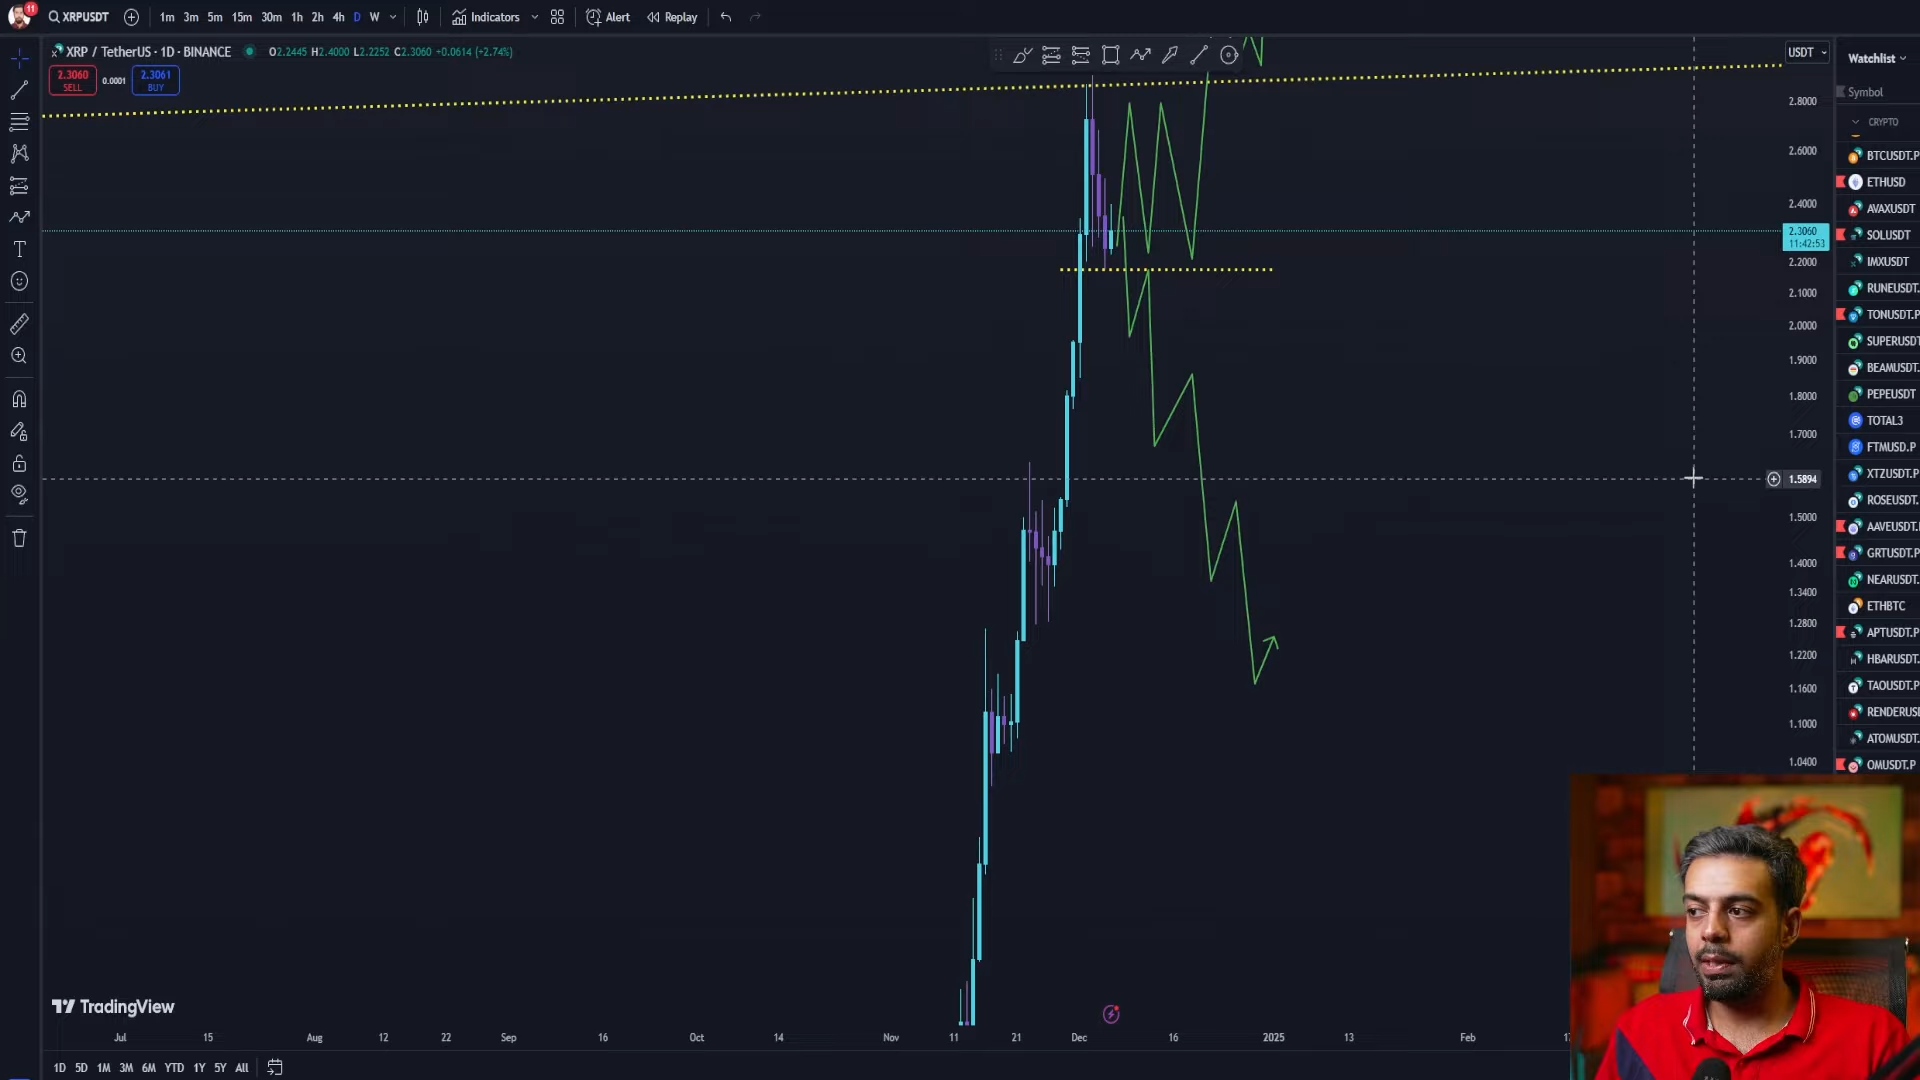 11
XRPUSDT
1m 3m 5m 15m 30m 1h 2h 4h D W
Indicators
Alert
Replay
XRP / TetherUS · 1D · BINANCE
O2.2445 H2.4000 L2.2252 C2.3060 +0.0614 (+2.74%)
2.3060
SELL
0.0001
2.3061
BUY
USDT
2.8000
2.6000
2.4000
2.3060
11:42:53
2.2000
2.1000
2.0000
1.9000
1.8000
1.7000
1.5894
1.5000
1.4000
1.3400
1.2800
1.2200
1.1600
1.1000
1.0400
Watchlist
Symbol
CRYPTO
BTCUSDT.P
ETHUSD
AVAXUSDT
SOLUSDT
IMXUSDT
RUNEUSDT.
TONUSDT.P
SUPERUSDT
BEAMUSDT.
PEPEUSDT
TOTAL3
FTMUSD.P
XTZUSDT.P
ROSEUSDT.
AAVEUSDT.
GRTUSDT.P
NEARUSDT.
ETHBTC
APTUSDT.P
HBARUSDT.
TAOUSDT.P
RENDERUSD
ATOMUSDT.
OMUSDT.P
TradingView
Jul 15 Aug 12 22 Sep 16 Oct 14 Nov 11 21 Dec 16 2025 13 Feb
1D 5D 1M 3M 6M YTD 1Y 5Y All